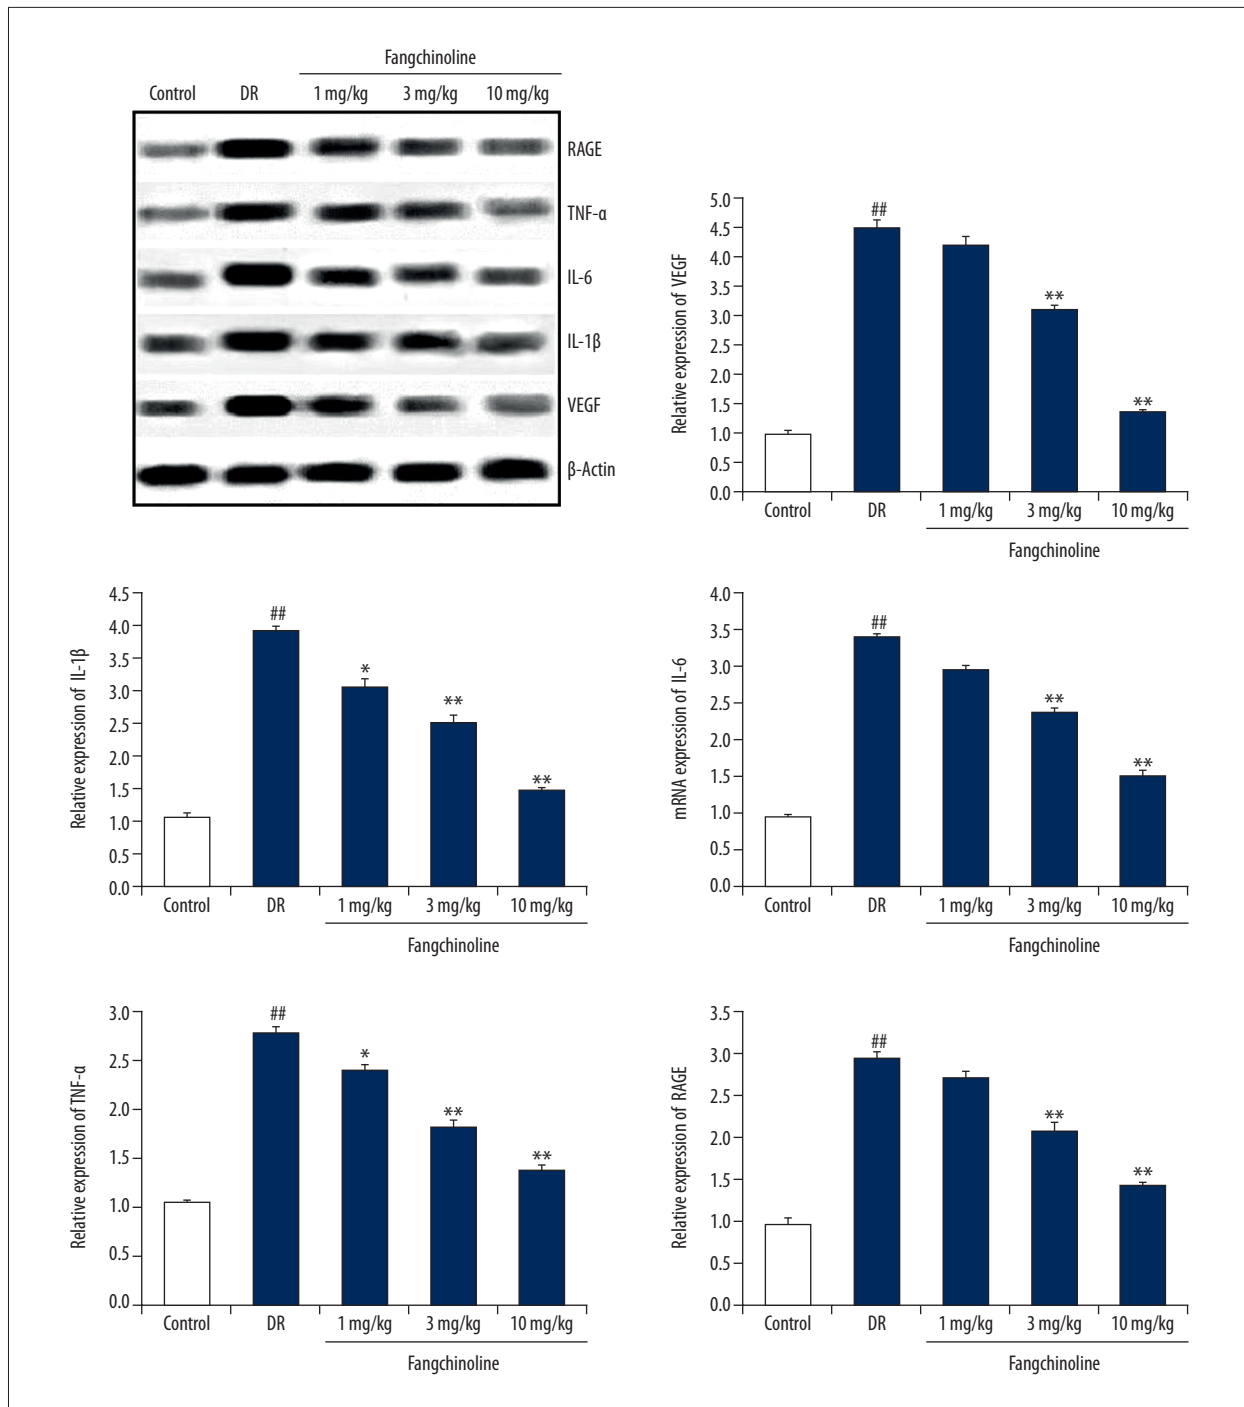 Fangchinoline
Control DR 1 mg/kg 3 mg/kg 10 mg/kg
RAGE
TNF-α
IL-6
IL-1β
VEGF
β-Actin
Relative expression of VEGF
5.0
4.5
4.0
3.5
3.0
2.5
2.0
1.5
1.0
0.5
0.0
##
**
**
Control DR 1 mg/kg 3 mg/kg 10 mg/kg
Fangchinoline
Relative expression of IL-1β
4.5
4.0
3.5
3.0
2.5
2.0
1.5
1.0
0.5
0.0
##
*
**
**
Control DR 1 mg/kg 3 mg/kg 10 mg/kg
Fangchinoline
mRNA expression of IL-6
4.0
3.5
3.0
2.5
2.0
1.5
1.0
0.5
0.0
##
**
**
Control DR 1 mg/kg 3 mg/kg 10 mg/kg
Fangchinoline
Relative expression of TNF-α
3.0
2.5
2.0
1.5
1.0
0.5
0.0
##
*
**
**
Control DR 1 mg/kg 3 mg/kg 10 mg/kg
Fangchinoline
Relative expression of RAGE
3.5
3.0
2.5
2.0
1.5
1.0
0.5
0.0
##
**
**
Control DR 1 mg/kg 3 mg/kg 10 mg/kg
Fangchinoline